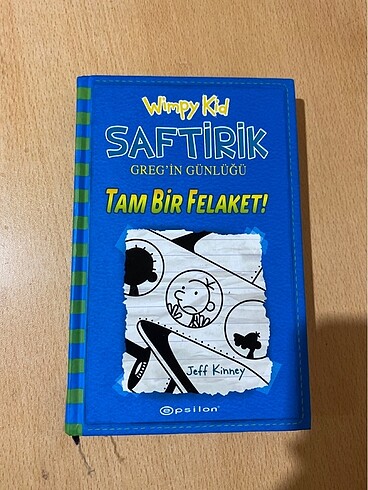 Wimpy Kid
SAFTİRİK
GREG'İN GÜNLÜĞÜ
TAM BİR FELAKET!
Jeff Kinney
epsilon